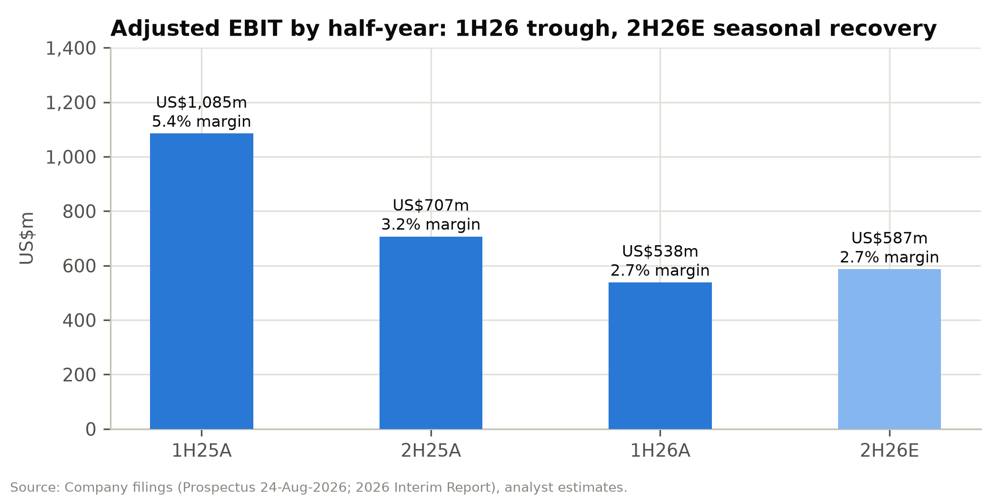 Adjusted EBIT by half-year: 1H26 trough, 2H26E seasonal recovery
1,400
1,200
1,000
800
600
400
200
0
US$m
US$1,085m
5.4% margin
US$707m
3.2% margin
US$538m
2.7% margin
US$587m
2.7% margin
1H25A
2H25A
1H26A
2H26E
Source: Company filings (Prospectus 24-Aug-2026; 2026 Interim Report), analyst estimates.